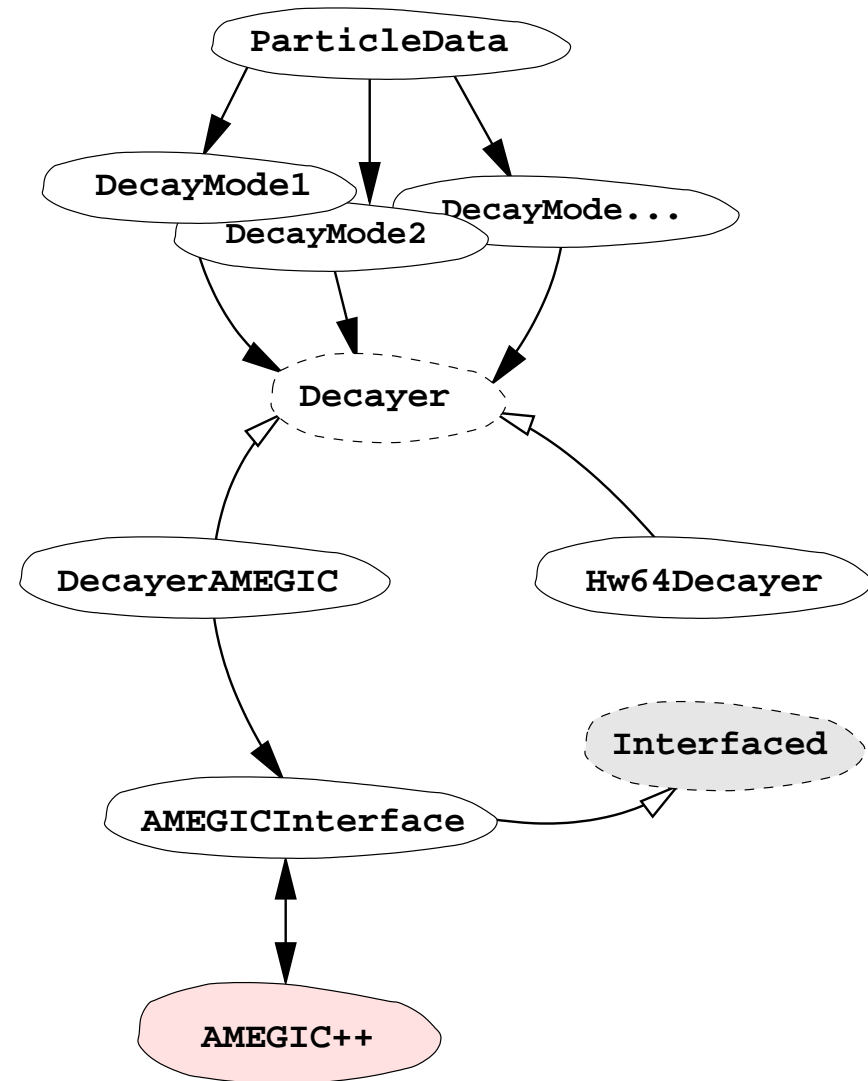 ParticleData
DecayMode1
DecayMode...
DecayMode2
Decayer
DecayerAMEGIC
Hw64Decayer
Interfaced
AMEGICInterface
AMEGIC++